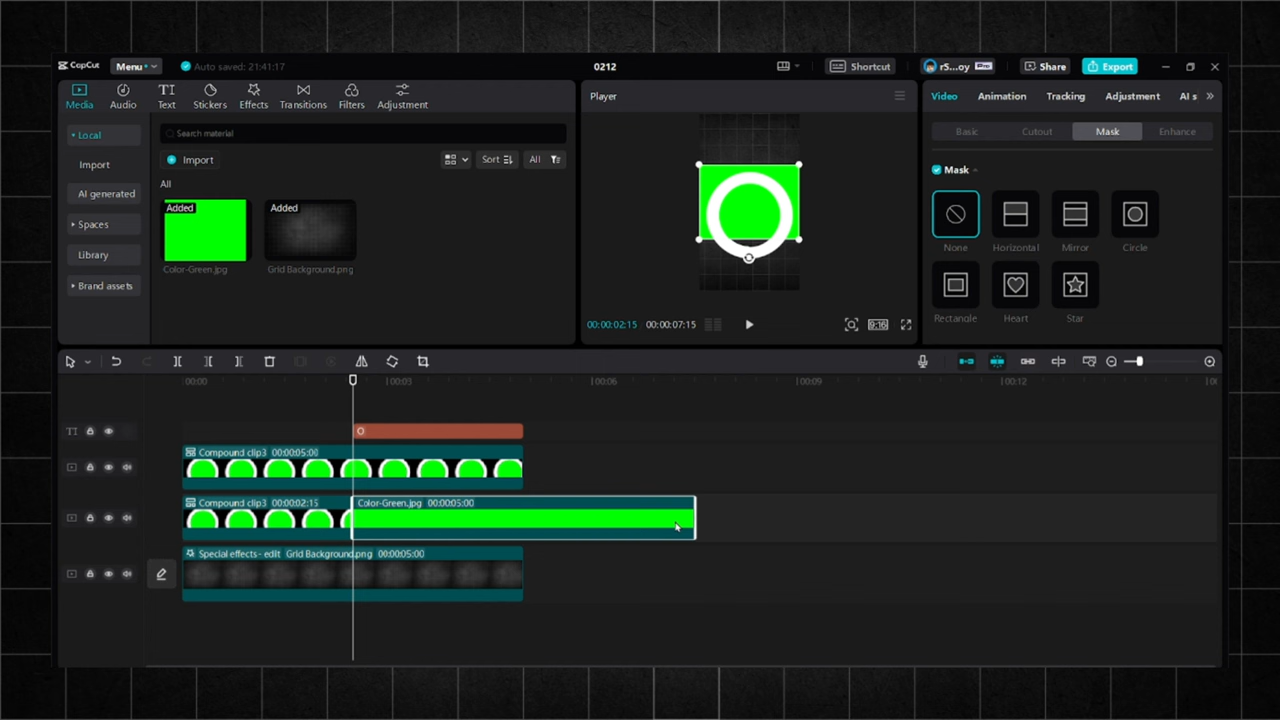 CapCut Menu Auto saved: 21:41:17 0212 Shortcut rS...oy Pro Share Export
Media Audio Text Stickers Effects Transitions Filters Adjustment
Local
Import
AI generated
Spaces
Library
Brand assets
Search material
Import Sort All
All
Added Added
Color-Green.jpg Grid Background.png
Player
00:00:02:15 00:00:07:15 9:16
Video Animation Tracking Adjustment AI s
Basic Cutout Mask Enhance
Mask
None Horizontal Mirror Circle
Rectangle Heart Star
00:00 00:03 00:06 00:09 00:12
TI
Compound clip3 00:00:05:00
Compound clip3 00:00:02:15 Color-Green.jpg 00:00:05:00
Special effects - edit Grid Background.png 00:00:05:00